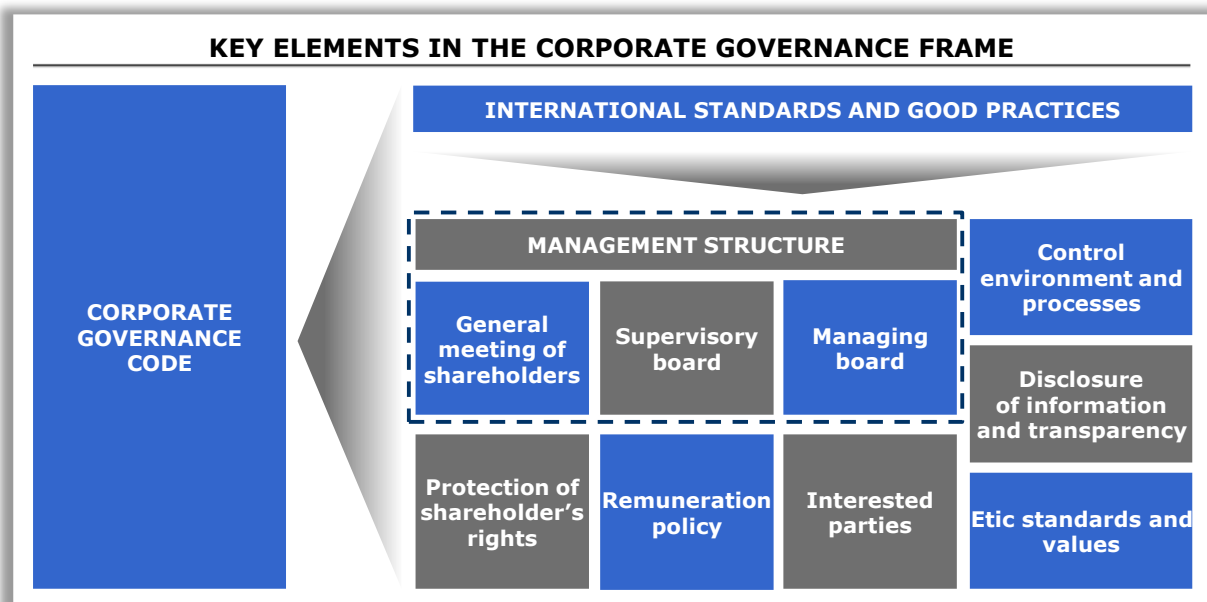 KEY ELEMENTS IN THE CORPORATE GOVERNANCE FRAME
CORPORATE
GOVERNANCE
CODE
INTERNATIONAL STANDARDS AND GOOD PRACTICES
MANAGEMENT STRUCTURE
General
meeting of
shareholders
Supervisory
board
Managing
board
Control
environment and
processes
Disclosure
of information
and transparency
Protection of
shareholder’s
rights
Remuneration
policy
Interested
parties
Etic standards and
values